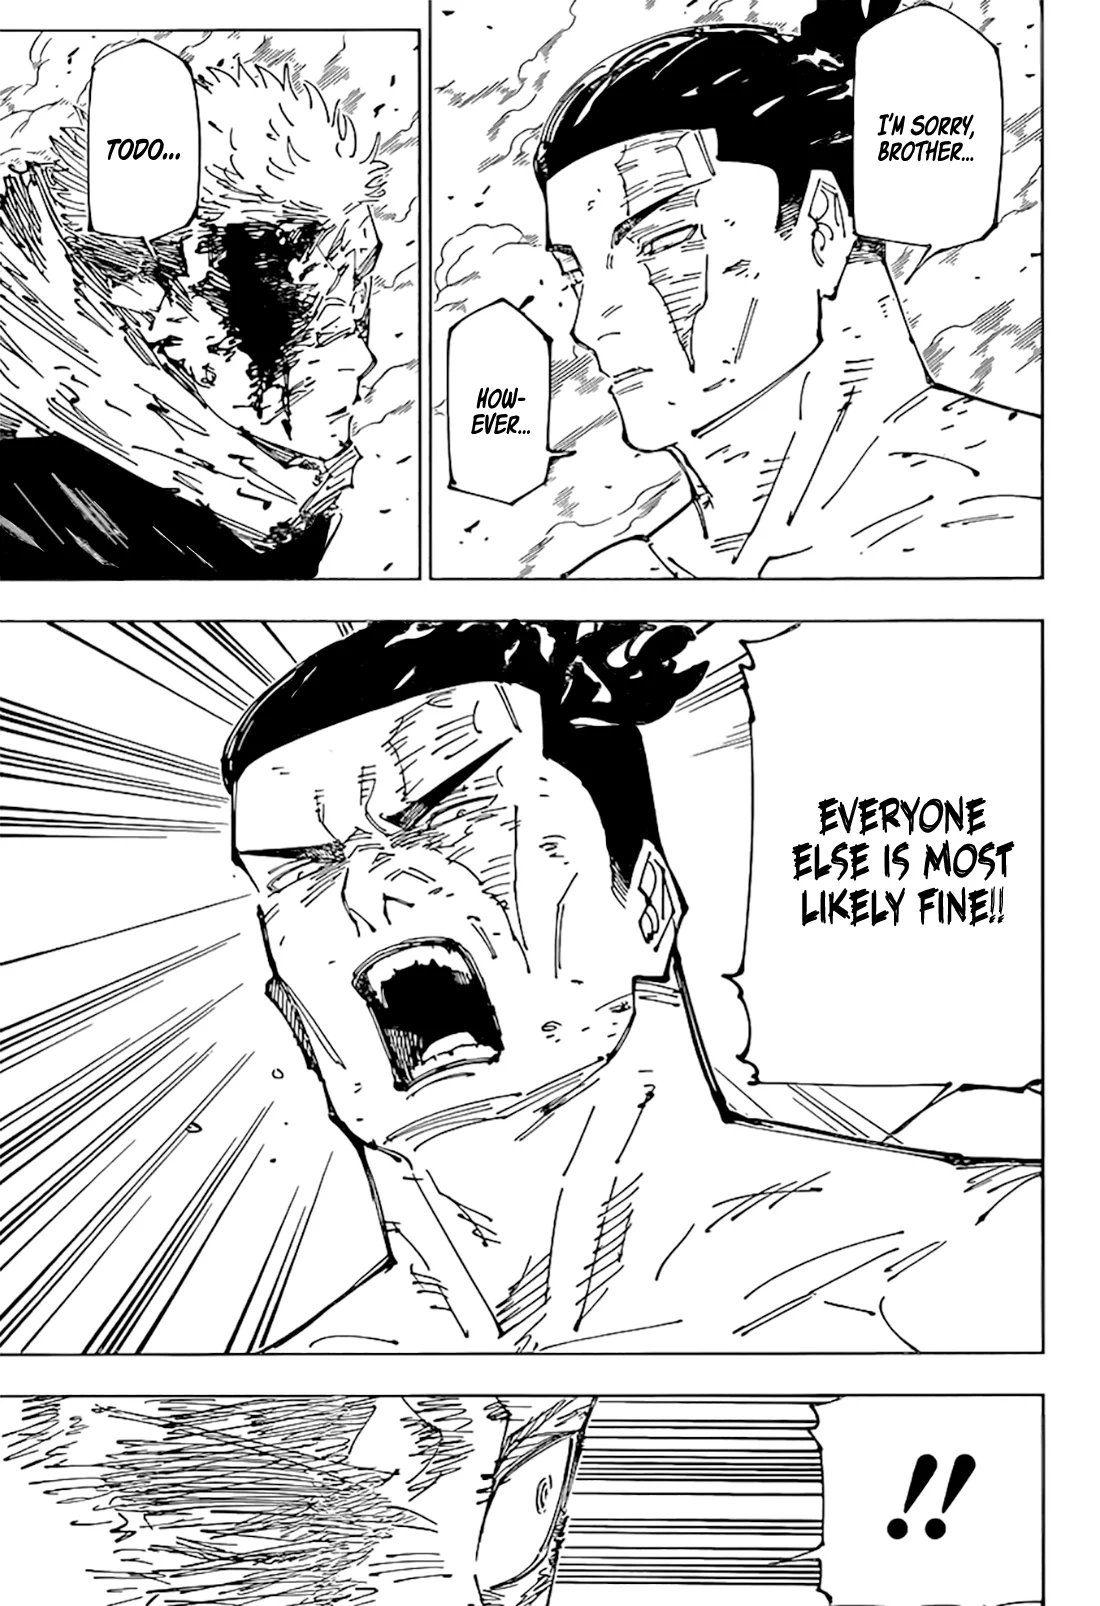 I'M SORRY,
BROTHER...
HOW-
EVER...
TODO...
EVERYONE
ELSE IS MOST
LIKELY FINE!!
!!